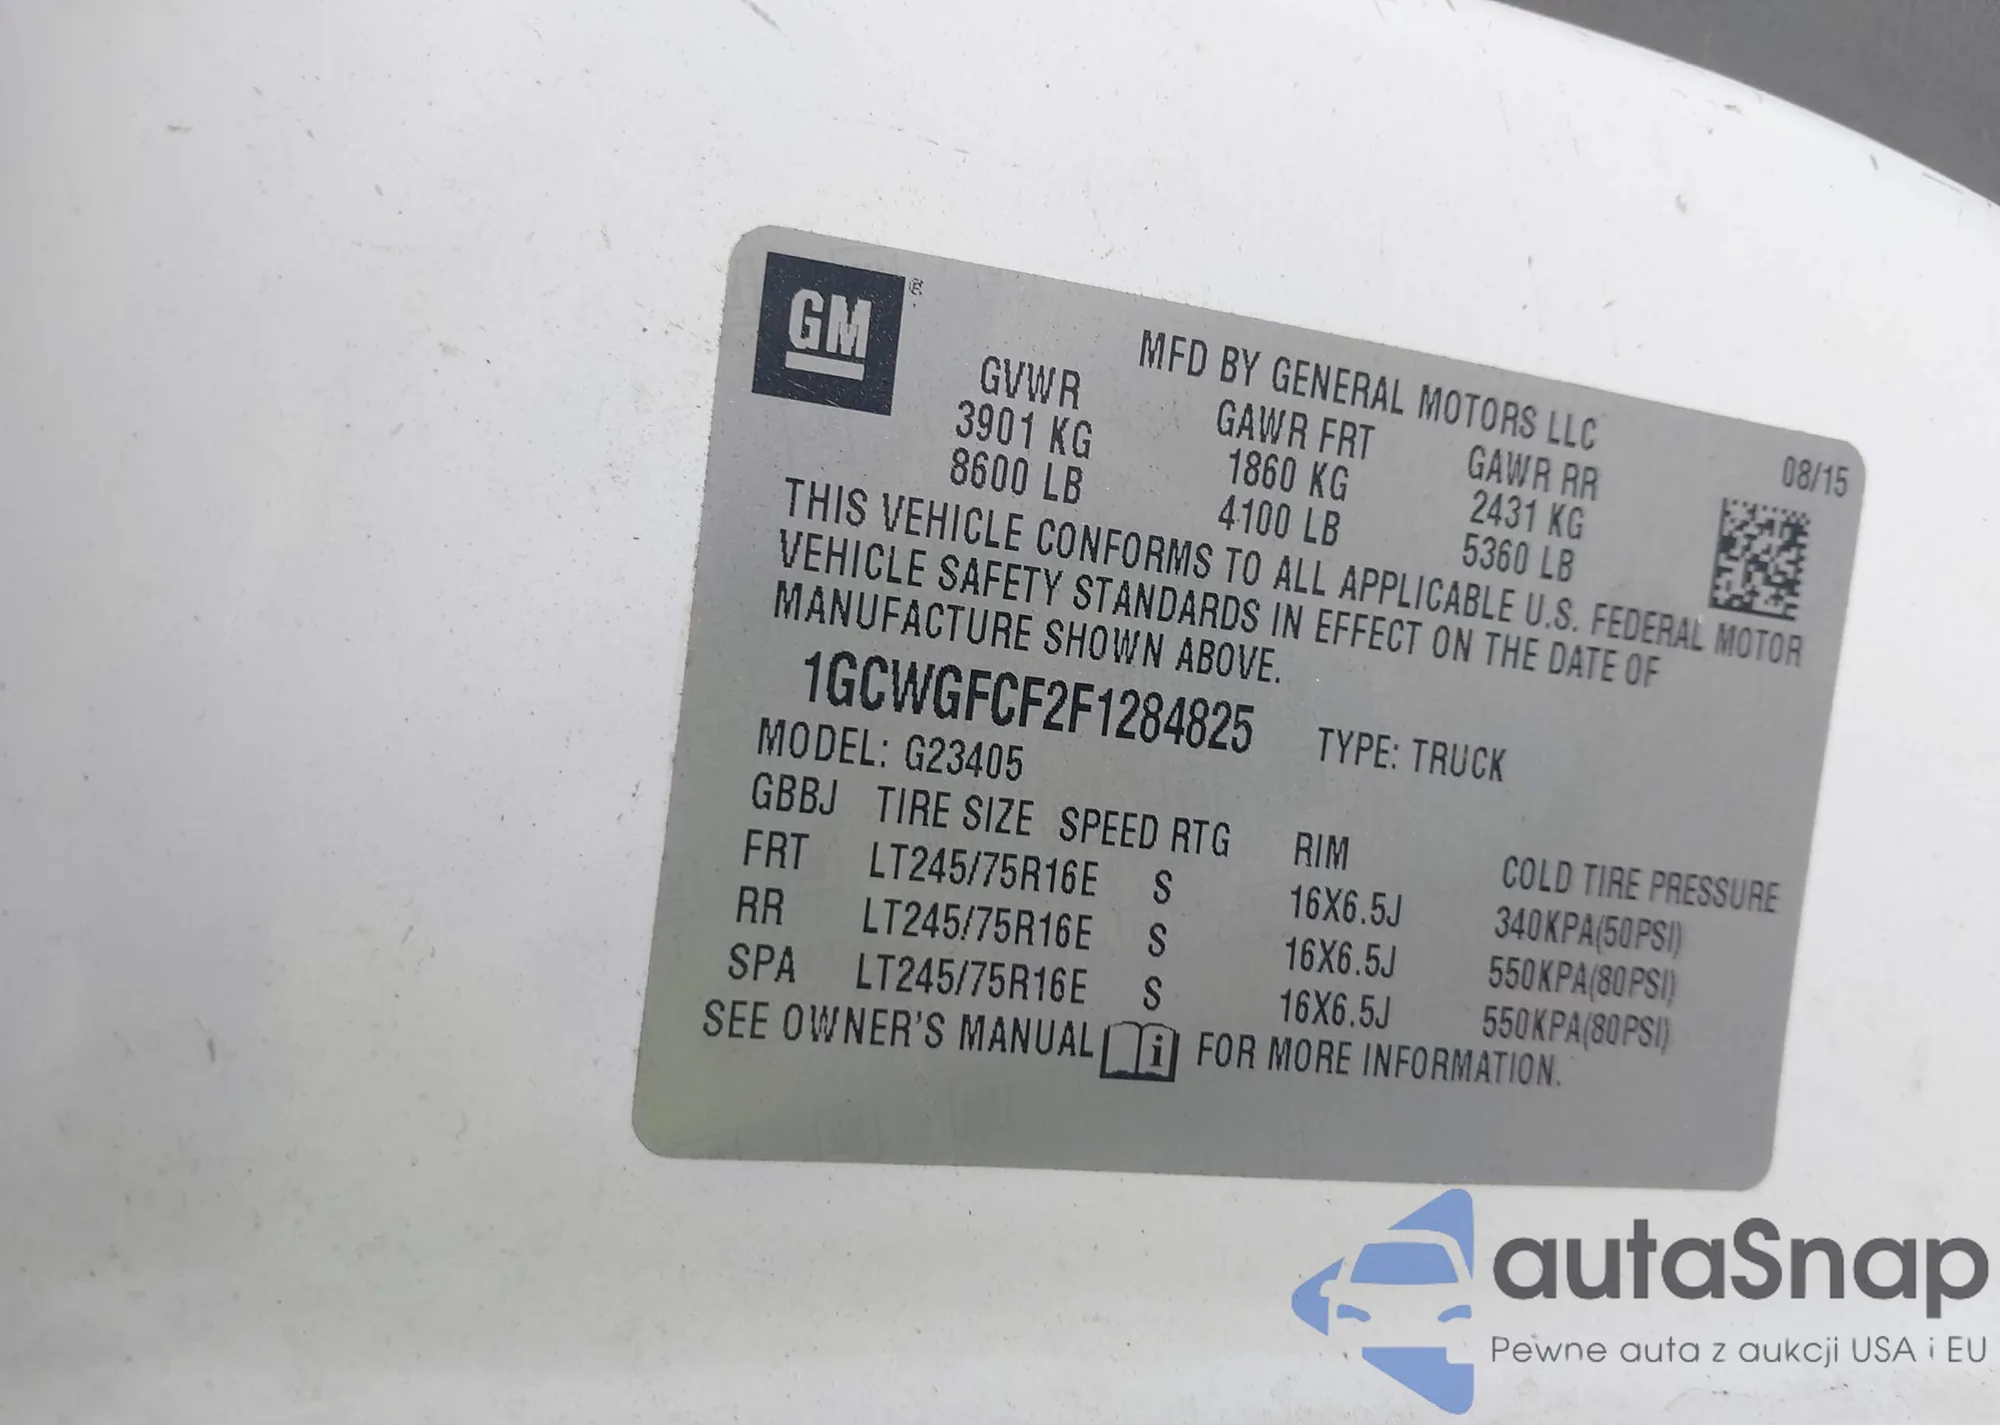 GM ®
MFD BY GENERAL MOTORS LLC
08/15
GVWR GAWR FRT GAWR RR
3901 KG 1860 KG 2431 KG
8600 LB 4100 LB 5360 LB
THIS VEHICLE CONFORMS TO ALL APPLICABLE U.S. FEDERAL MOTOR
VEHICLE SAFETY STANDARDS IN EFFECT ON THE DATE OF
MANUFACTURE SHOWN ABOVE.
1GCWGFCF2F1284825 TYPE: TRUCK
MODEL: G23405
GBBJ TIRE SIZE SPEED RTG RIM COLD TIRE PRESSURE
FRT LT245/75R16E S 16X6.5J 340KPA(50PSI)
RR LT245/75R16E S 16X6.5J 550KPA(80PSI)
SPA LT245/75R16E S 16X6.5J 550KPA(80PSI)
SEE OWNER'S MANUAL i FOR MORE INFORMATION.
autaSnap
Pewne auta z aukcji USA i EU